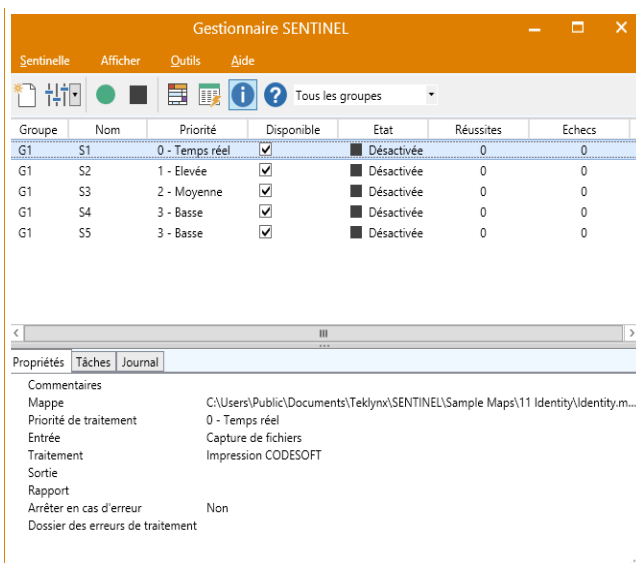 Gestionnaire SENTINEL
Sentinelle Afficher Outils Aide
Tous les groupes
Groupe Nom Priorité Disponible Etat Réussites Echecs
G1 S1 0 - Temps réel Désactivée 0 0
G1 S2 1 - Elevée Désactivée 0 0
G1 S3 2 - Moyenne Désactivée 0 0
G1 S4 3 - Basse Désactivée 0 0
G1 S5 3 - Basse Désactivée 0 0
Propriétés Tâches Journal
Commentaires
Mappe C:\Users\Public\Documents\Teklynx\SENTINEL\Sample Maps\11 Identity\Identity.m...
Priorité de traitement 0 - Temps réel
Entrée Capture de fichiers
Traitement Impression CODESOFT
Sortie
Rapport
Arrêter en cas d'erreur Non
Dossier des erreurs de traitement